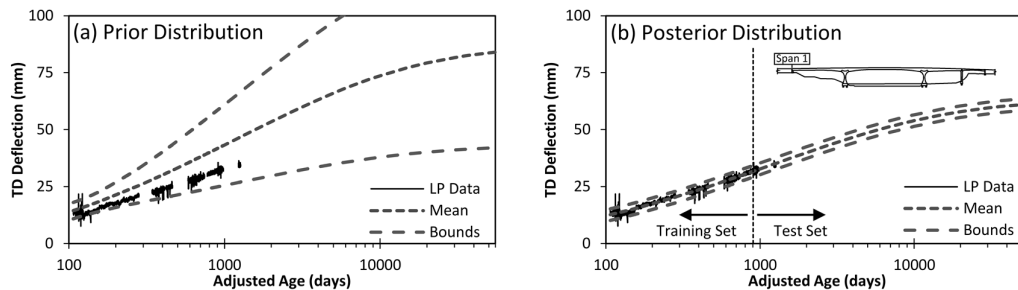 (a) Prior Distribution
TD Deflection (mm)
100
75
50
25
0
LP Data
Mean
Bounds
100
1000
10000
Adjusted Age (days)
(b) Posterior Distribution
TD Deflection (mm)
100
75
50
25
0
Span 1
LP Data
Mean
Bounds
Training Set
Test Set
100
1000
10000
Adjusted Age (days)